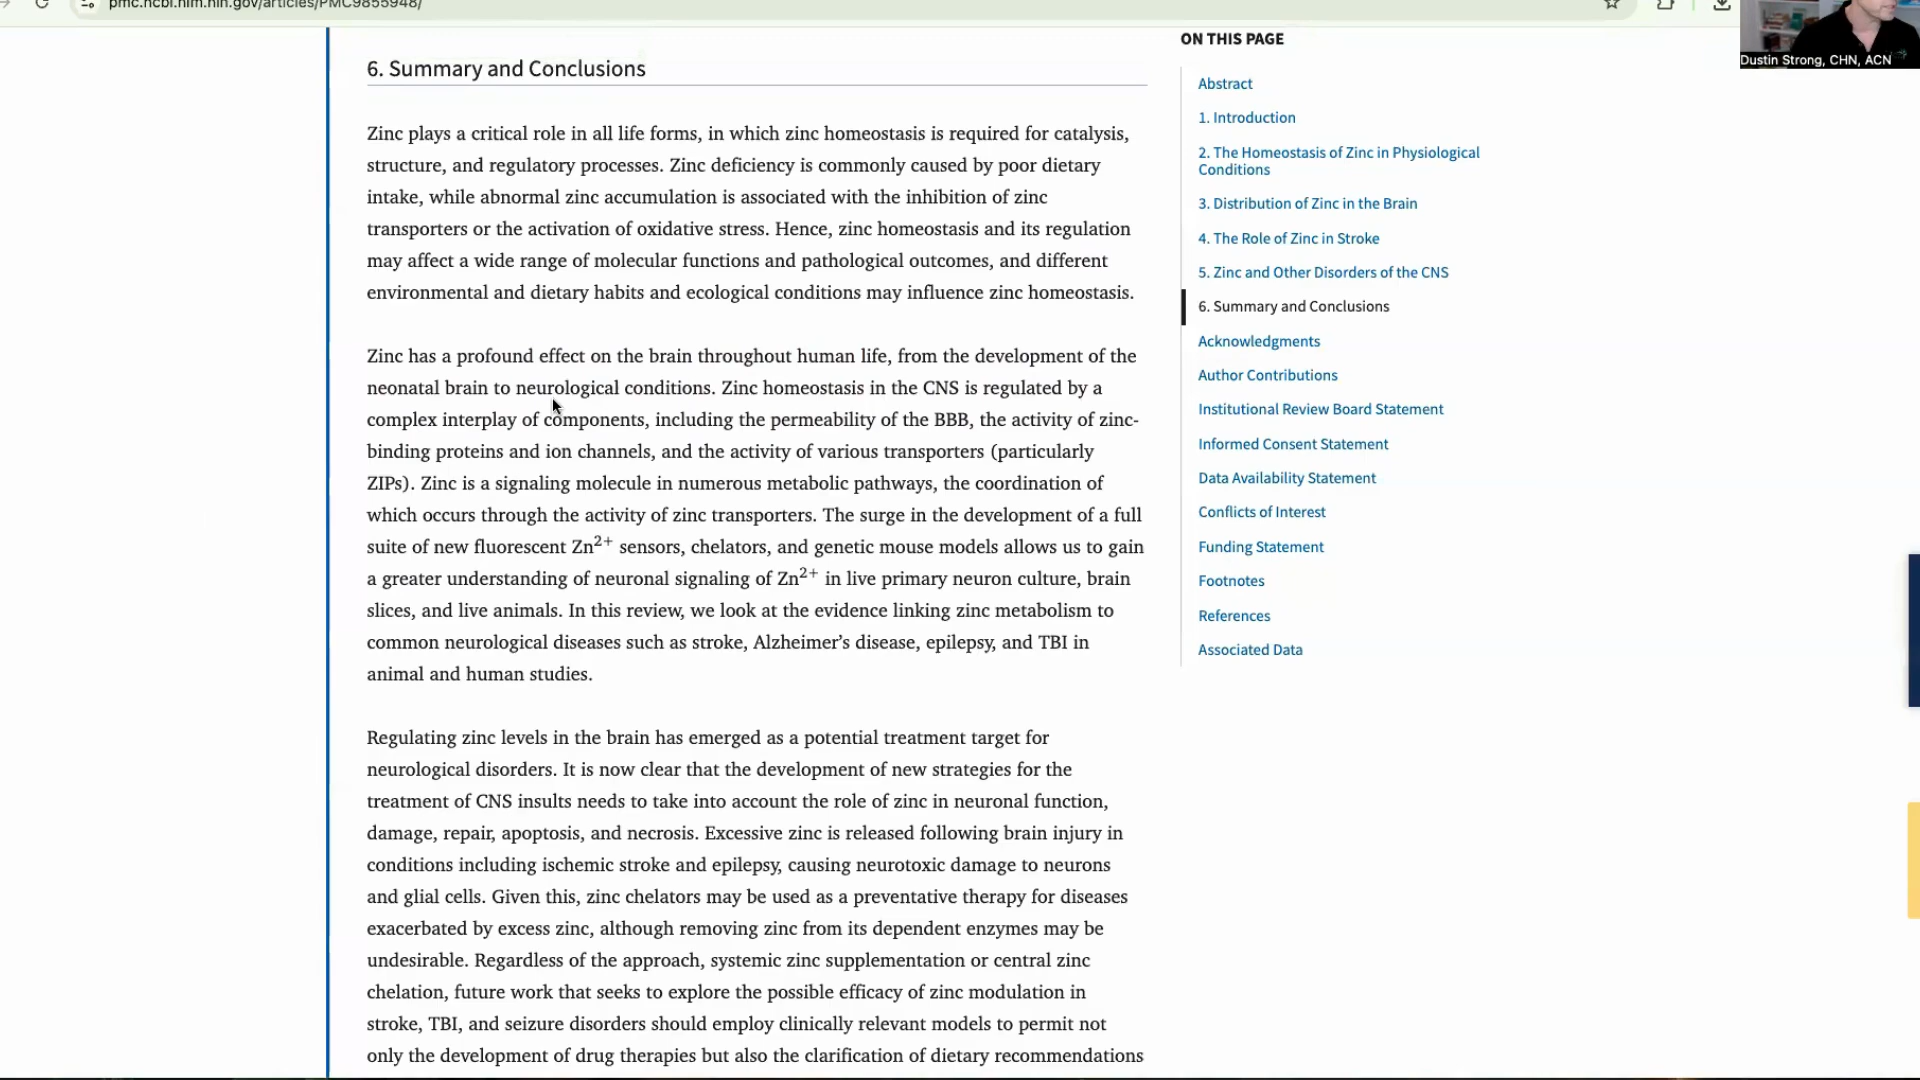 pmc.ncbi.nlm.nih.gov/articles/PMC9855948/
Dustin Strong, CHN, ACN
6. Summary and Conclusions
Zinc plays a critical role in all life forms, in which zinc homeostasis is required for catalysis,
structure, and regulatory processes. Zinc deficiency is commonly caused by poor dietary
intake, while abnormal zinc accumulation is associated with the inhibition of zinc
transporters or the activation of oxidative stress. Hence, zinc homeostasis and its regulation
may affect a wide range of molecular functions and pathological outcomes, and different
environmental and dietary habits and ecological conditions may influence zinc homeostasis.
Zinc has a profound effect on the brain throughout human life, from the development of the
neonatal brain to neurological conditions. Zinc homeostasis in the CNS is regulated by a
complex interplay of components, including the permeability of the BBB, the activity of zinc-
binding proteins and ion channels, and the activity of various transporters (particularly
ZIPs). Zinc is a signaling molecule in numerous metabolic pathways, the coordination of
which occurs through the activity of zinc transporters. The surge in the development of a full
suite of new fluorescent Zn²⁺ sensors, chelators, and genetic mouse models allows us to gain
a greater understanding of neuronal signaling of Zn²⁺ in live primary neuron culture, brain
slices, and live animals. In this review, we look at the evidence linking zinc metabolism to
common neurological diseases such as stroke, Alzheimer’s disease, epilepsy, and TBI in
animal and human studies.
Regulating zinc levels in the brain has emerged as a potential treatment target for
neurological disorders. It is now clear that the development of new strategies for the
treatment of CNS insults needs to take into account the role of zinc in neuronal function,
damage, repair, apoptosis, and necrosis. Excessive zinc is released following brain injury in
conditions including ischemic stroke and epilepsy, causing neurotoxic damage to neurons
and glial cells. Given this, zinc chelators may be used as a preventative therapy for diseases
exacerbated by excess zinc, although removing zinc from its dependent enzymes may be
undesirable. Regardless of the approach, systemic zinc supplementation or central zinc
chelation, future work that seeks to explore the possible efficacy of zinc modulation in
stroke, TBI, and seizure disorders should employ clinically relevant models to permit not
only the development of drug therapies but also the clarification of dietary recommendations
ON THIS PAGE
Abstract
1. Introduction
2. The Homeostasis of Zinc in Physiological
Conditions
3. Distribution of Zinc in the Brain
4. The Role of Zinc in Stroke
5. Zinc and Other Disorders of the CNS
6. Summary and Conclusions
Acknowledgments
Author Contributions
Institutional Review Board Statement
Informed Consent Statement
Data Availability Statement
Conflicts of Interest
Funding Statement
Footnotes
References
Associated Data